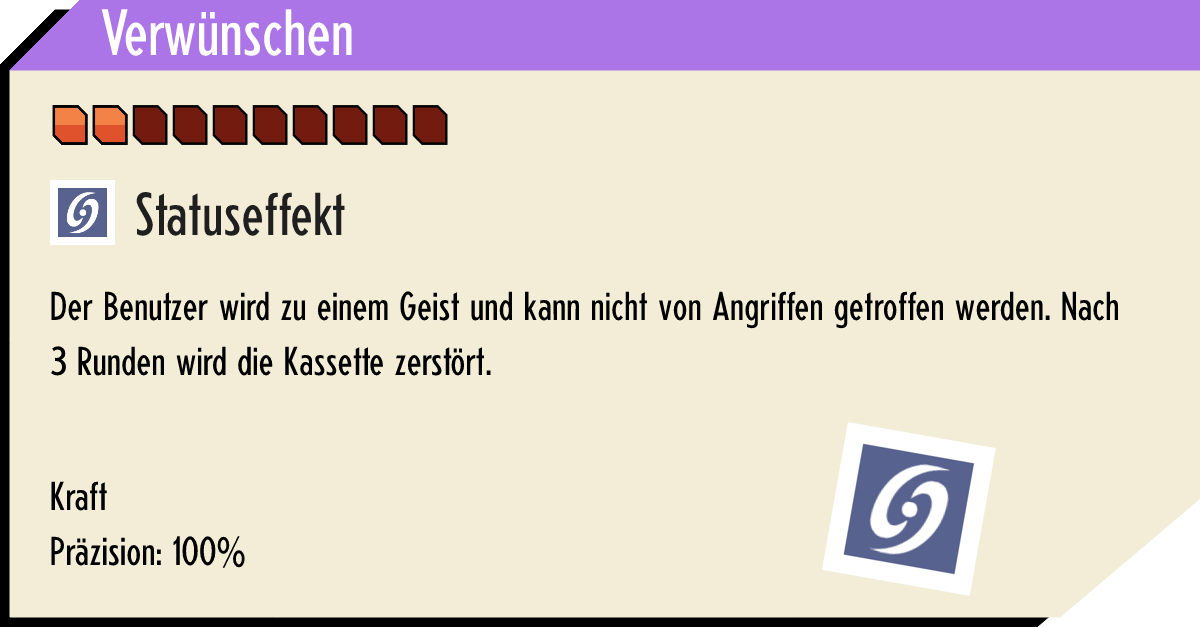 Verwünschen
Statuseffekt
Der Benutzer wird zu einem Geist und kann nicht von Angriffen getroffen werden. Nach
3 Runden wird die Kassette zerstört.
Kraft
Präzision: 100%